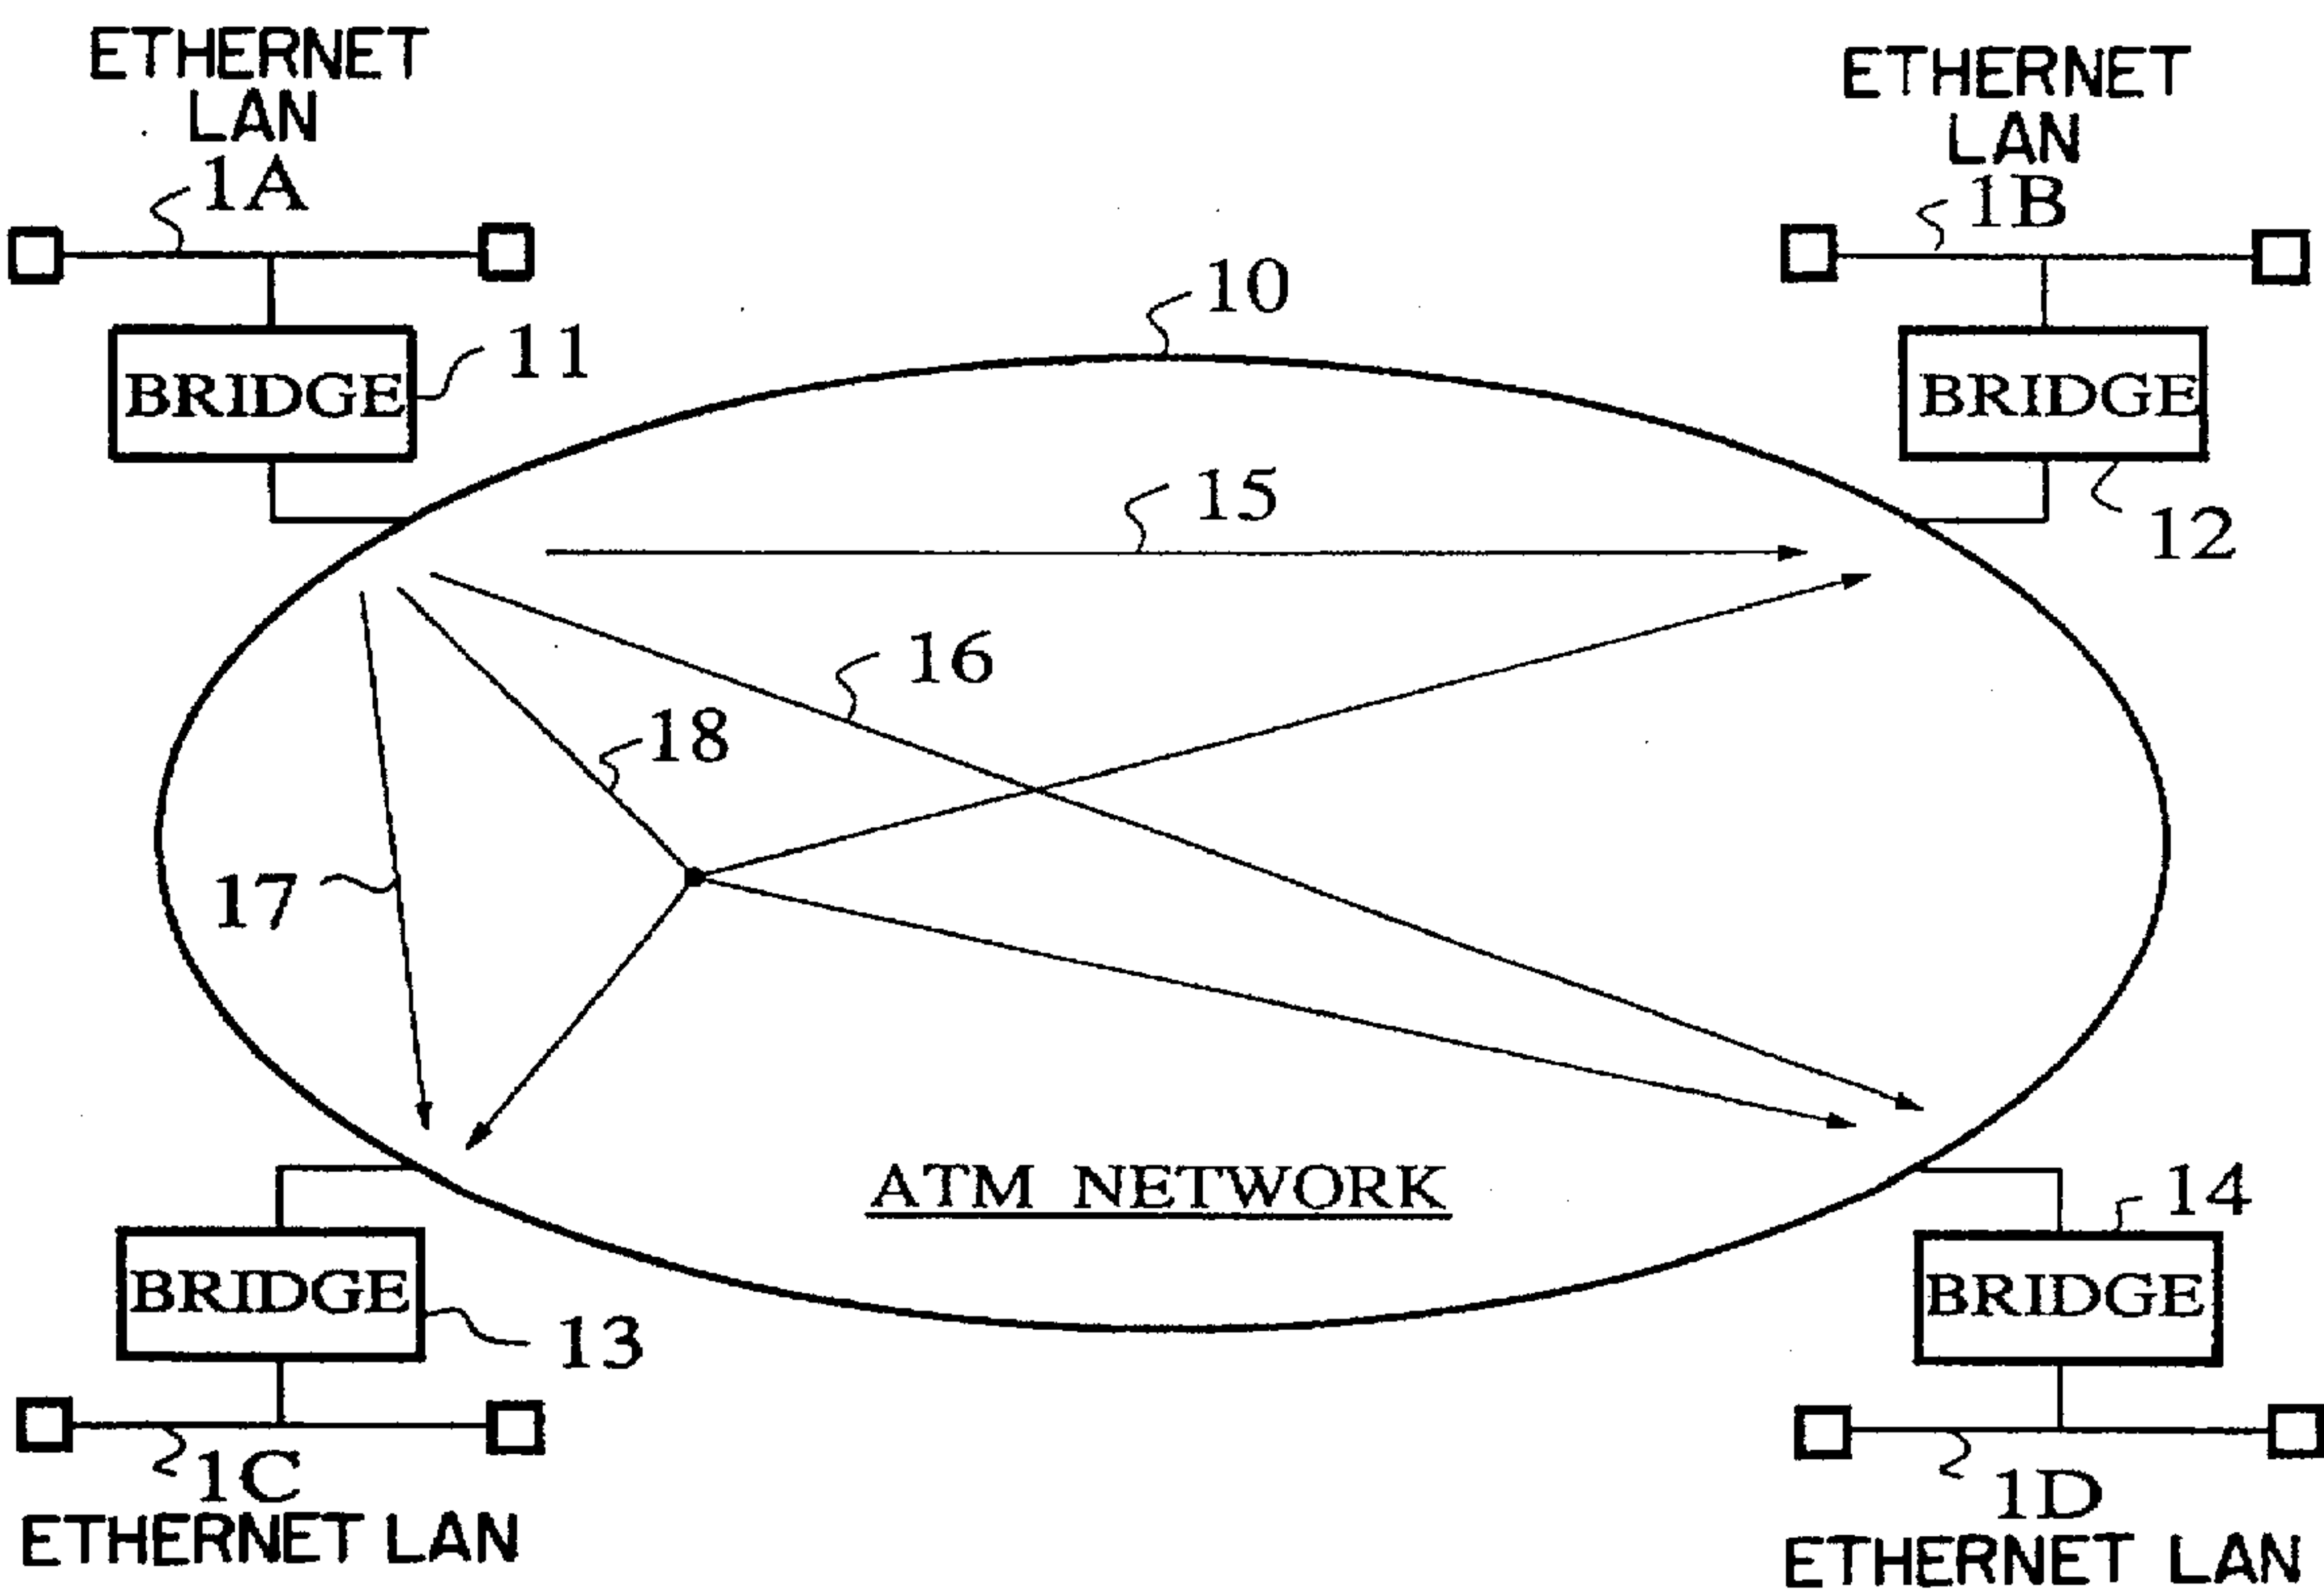 ETHERNET
LAN
1A
ETHERNET
LAN
1B
10
BRIDGE
11
BRIDGE
12
15
16
18
17
ATM NETWORK
14
BRIDGE
13
BRIDGE
1C
ETHERNET LAN
1D
ETHERNET LAN